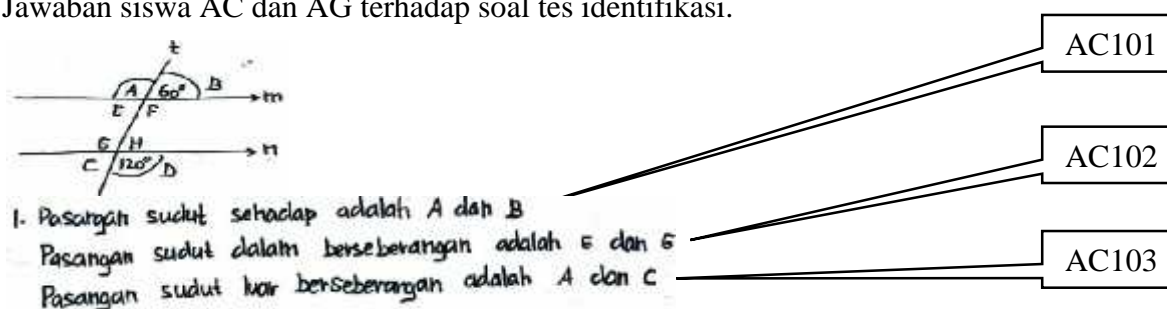 Jawaban siswa AC dan AG terhadap soal tes identifikasi.
AC101
t
A 60° B
m
E F
AC102
G H
n
C 120° D
1. Pasangan sudut sehadap adalah A dan B
Pasangan sudut dalam berseberangan adalah E dan G
AC103
Pasangan sudut luar berseberangan adalah A dan C